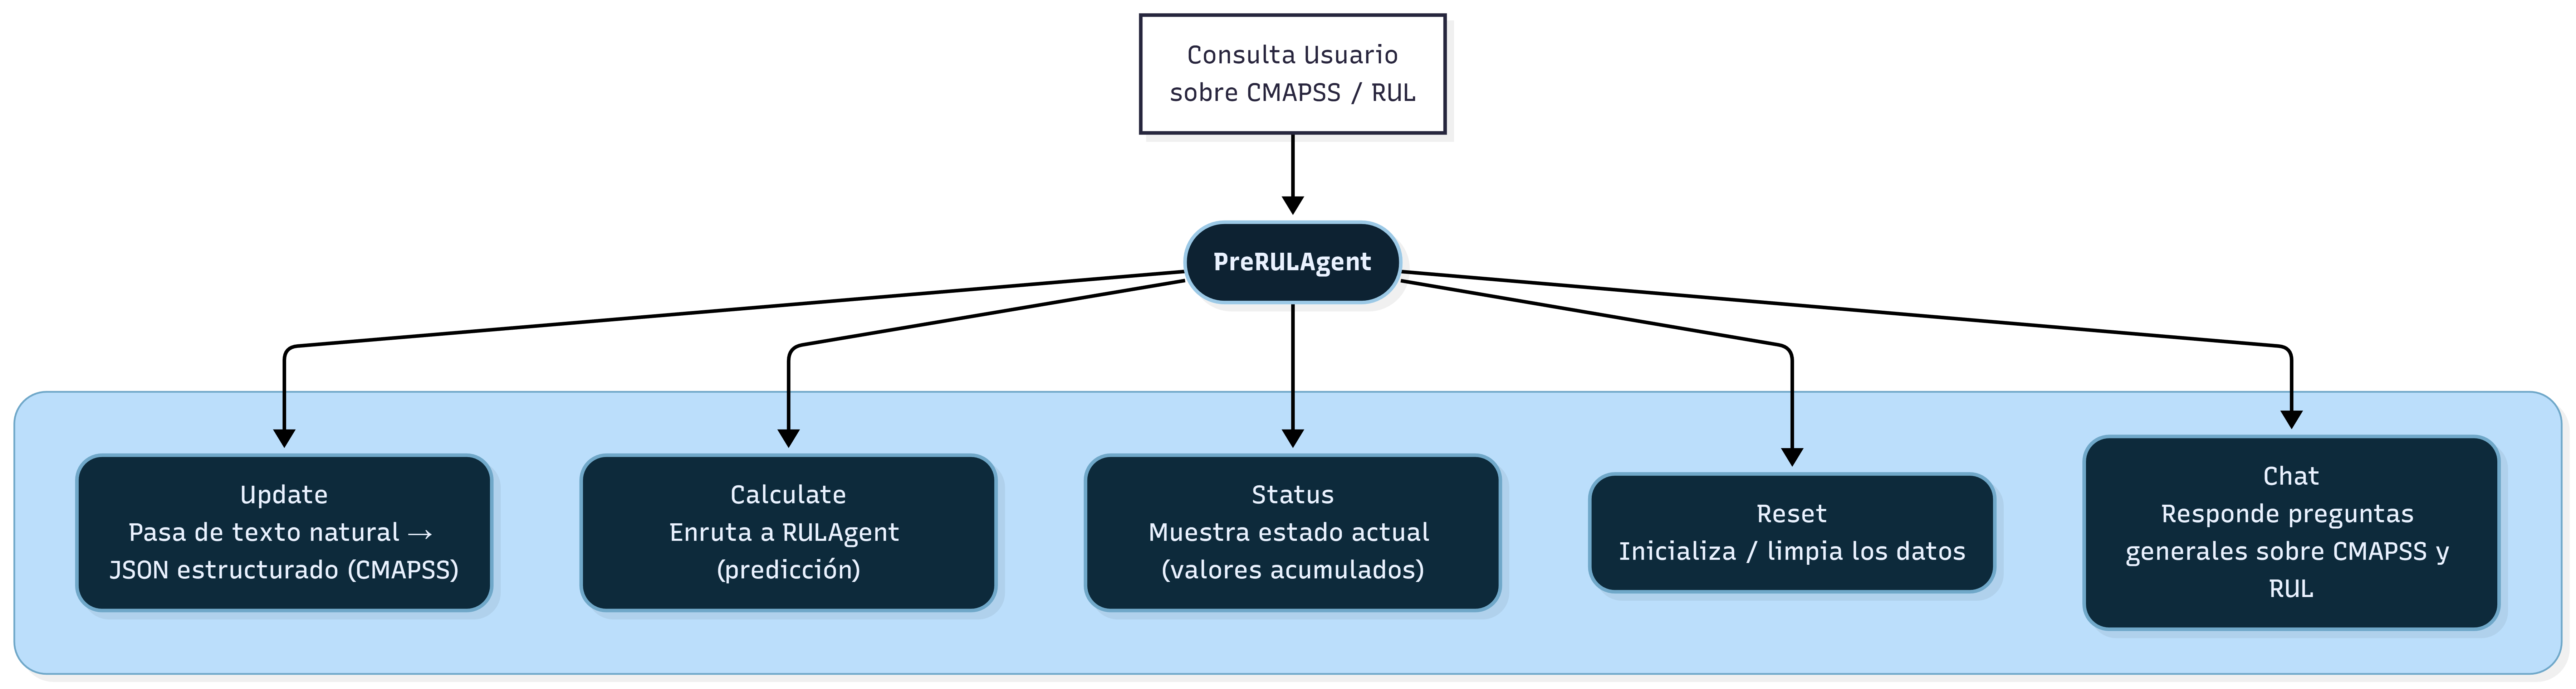 Consulta Usuario
sobre CMAPSS / RUL
PreRULAgent
Update
Pasa de texto natural →
JSON estructurado (CMAPSS)
Calculate
Enruta a RULAgent
(predicción)
Status
Muestra estado actual
(valores acumulados)
Reset
Inicializa / limpia los datos
Chat
Responde preguntas
generales sobre CMAPSS y
RUL